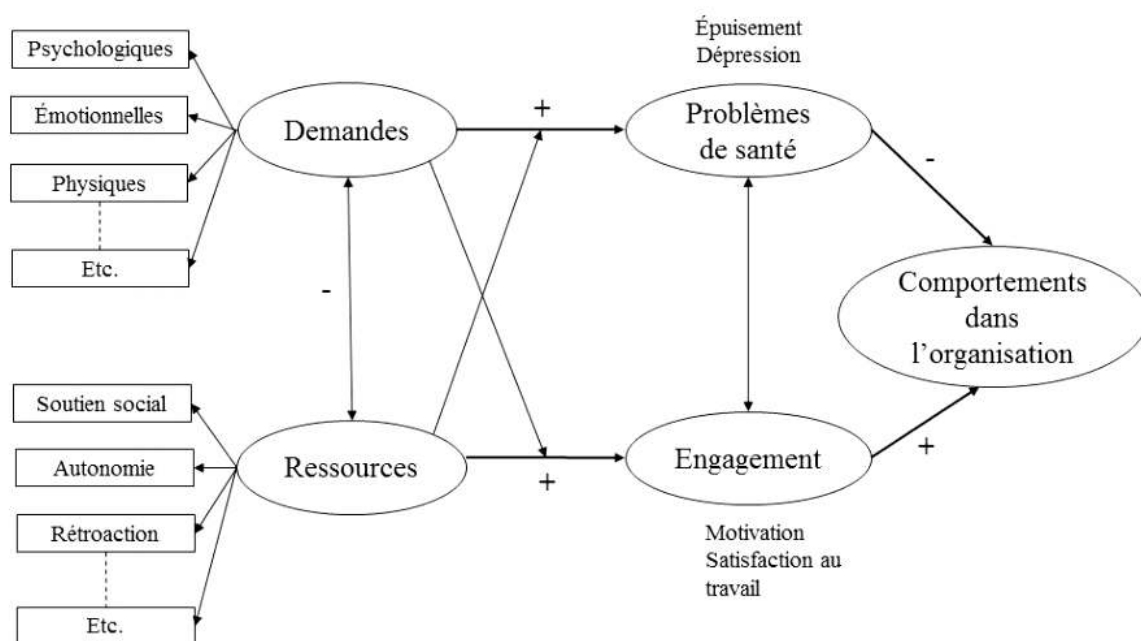 Psychologiques
Émotionnelles
Physiques
Etc.
Demandes
+
Épuisement
Dépression
Problèmes
de santé
-
-
Comportements
dans
l'organisation
Soutien social
Autonomie
Rétroaction
Etc.
Ressources
+
Engagement
+
Motivation
Satisfaction au
travail